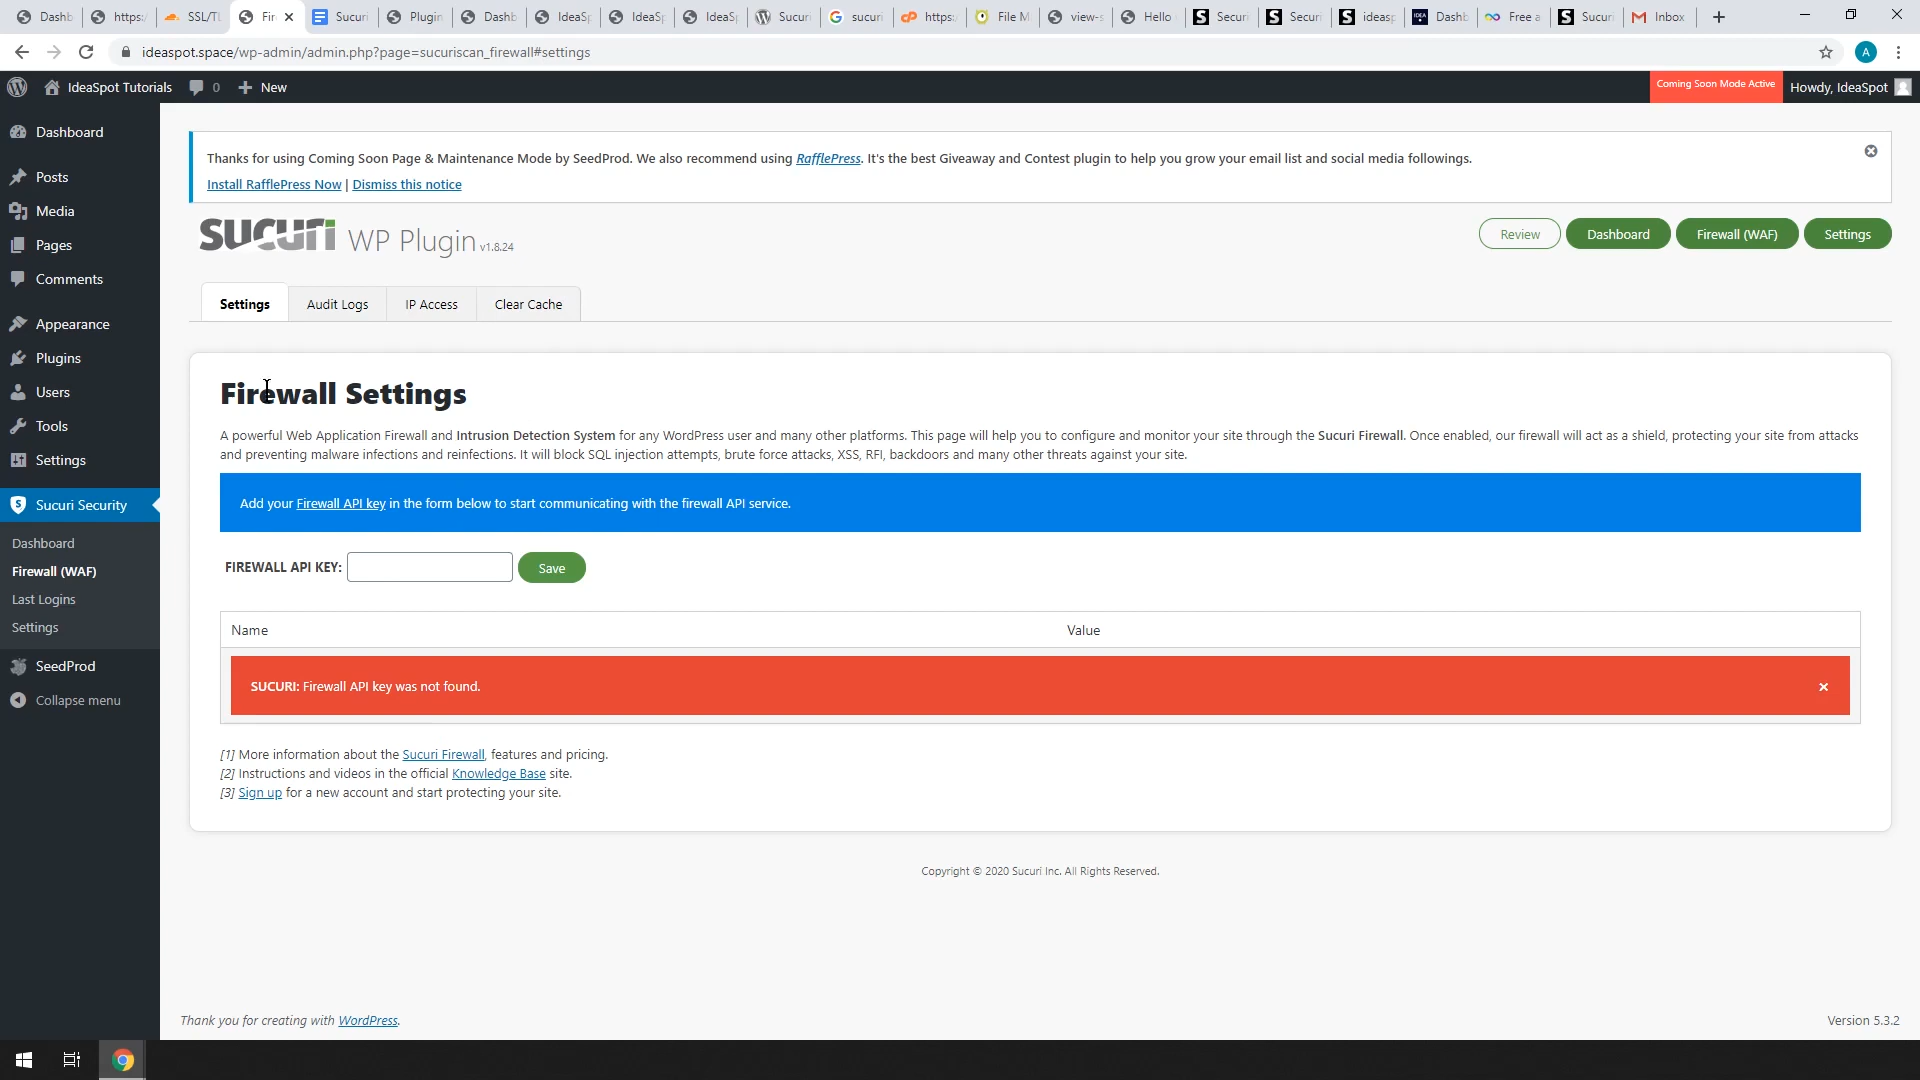 Dashb
https:/
SSL/TL
Fir
Sucuri
Plugin
Dashb
IdeaSp
IdeaSp
IdeaSp
Sucuri
sucuri
https:
File M
view-s
Hello
Securi
Securi
ideasp
Dashb
Free a
Sucuri
Inbox
ideaspot.space/wp-admin/admin.php?page=sucuriscan_firewall#settings
A
IdeaSpot Tutorials 0 New
Coming Soon Mode Active Howdy, IdeaSpot
Dashboard
Posts
Media
Pages
Comments
Appearance
Plugins
Users
Tools
Settings
Sucuri Security
Dashboard
Firewall (WAF)
Last Logins
Settings
SeedProd
Collapse menu
Thanks for using Coming Soon Page & Maintenance Mode by SeedProd. We also recommend using RafflePress. It's the best Giveaway and Contest plugin to help you grow your email list and social media followings.
Install RafflePress Now | Dismiss this notice
SUCURI WP Plugin v1.8.24
Review Dashboard Firewall (WAF) Settings
Settings Audit Logs IP Access Clear Cache
Firewall Settings
A powerful Web Application Firewall and Intrusion Detection System for any WordPress user and many other platforms. This page will help you to configure and monitor your site through the Sucuri Firewall. Once enabled, our firewall will act as a shield, protecting your site from attacks
and preventing malware infections and reinfections. It will block SQL injection attempts, brute force attacks, XSS, RFI, backdoors and many other threats against your site.
Add your Firewall API key in the form below to start communicating with the firewall API service.
FIREWALL API KEY: Save
Name Value
SUCURI: Firewall API key was not found.
[1] More information about the Sucuri Firewall, features and pricing.
[2] Instructions and videos in the official Knowledge Base site.
[3] Sign up for a new account and start protecting your site.
Copyright © 2020 Sucuri Inc. All Rights Reserved.
Thank you for creating with WordPress.
Version 5.3.2